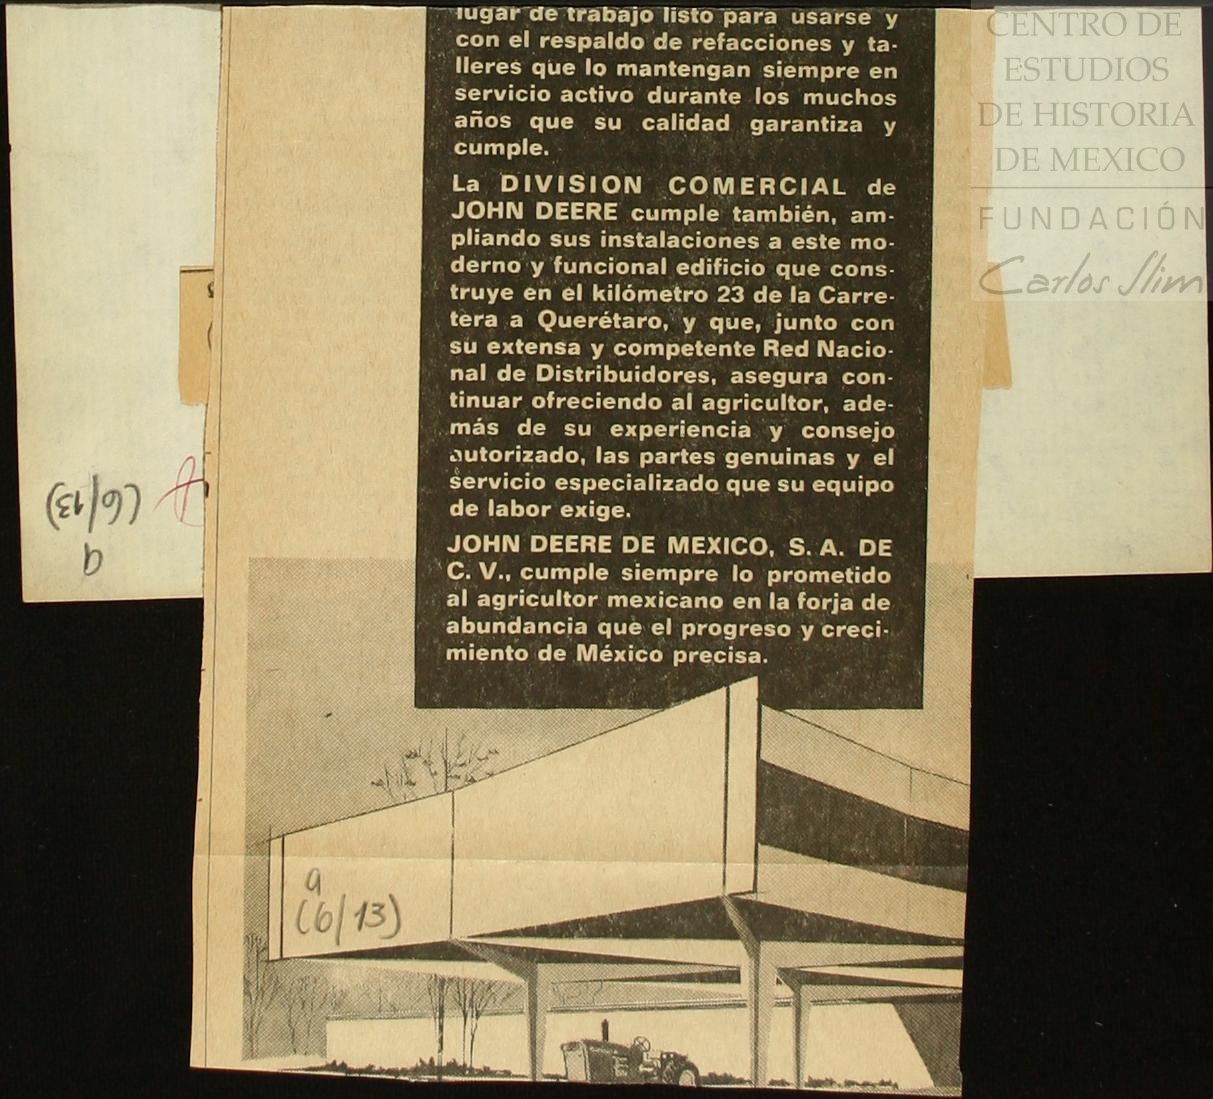 lugar de trabajo listo para usarse y
con el respaldo de refacciones y ta-
lleres que lo mantengan siempre en
servicio activo durante los muchos
años que su calidad garantiza y
cumple.
La DIVISION COMERCIAL de
JOHN DEERE cumple también, am-
pliando sus instalaciones a este mo-
derno y funcional edificio que cons-
truye en el kilómetro 23 de la Carre-
tera a Querétaro, y que, junto con
su extensa y competente Red Nacio-
nal de Distribuidores, asegura con-
tinuar ofreciendo al agricultor, ade-
más de su experiencia y consejo
autorizado, las partes genuinas y el
servicio especializado que su equipo
de labor exige.
JOHN DEERE DE MEXICO, S. A. DE
C. V., cumple siempre lo prometido
al agricultor mexicano en la forja de
abundancia que el progreso y creci-
miento de México precisa.
a
(6/13)
a
(6/13)
CENTRO DE
ESTUDIOS
DE HISTORIA
DE MEXICO
FUNDACIÓN
Carlos Slim